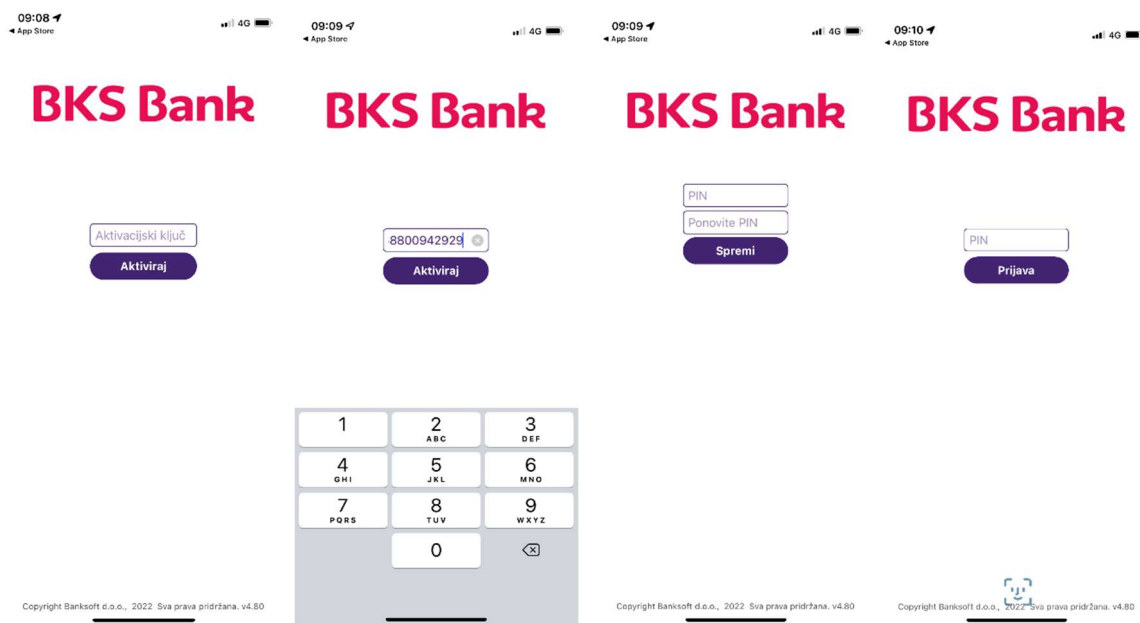 09:08
◄ App Store
4G
BKS Bank
Aktivacijski ključ
Aktiviraj
Copyright Banksoft d.o.o., 2022 Sva prava pridržana. v4.80
09:09
◄ App Store
4G
BKS Bank
8800942929
Aktiviraj
1
2
ABC
3
DEF
4
GHI
5
JKL
6
MNO
7
PQRS
8
TUV
9
WXYZ
0
09:09
◄ App Store
4G
BKS Bank
PIN
Ponovite PIN
Spremi
Copyright Banksoft d.o.o., 2022 Sva prava pridržana. v4.80
09:10
◄ App Store
4G
BKS Bank
PIN
Prijava
Copyright Banksoft d.o.o., 2022 Sva prava pridržana. v4.80